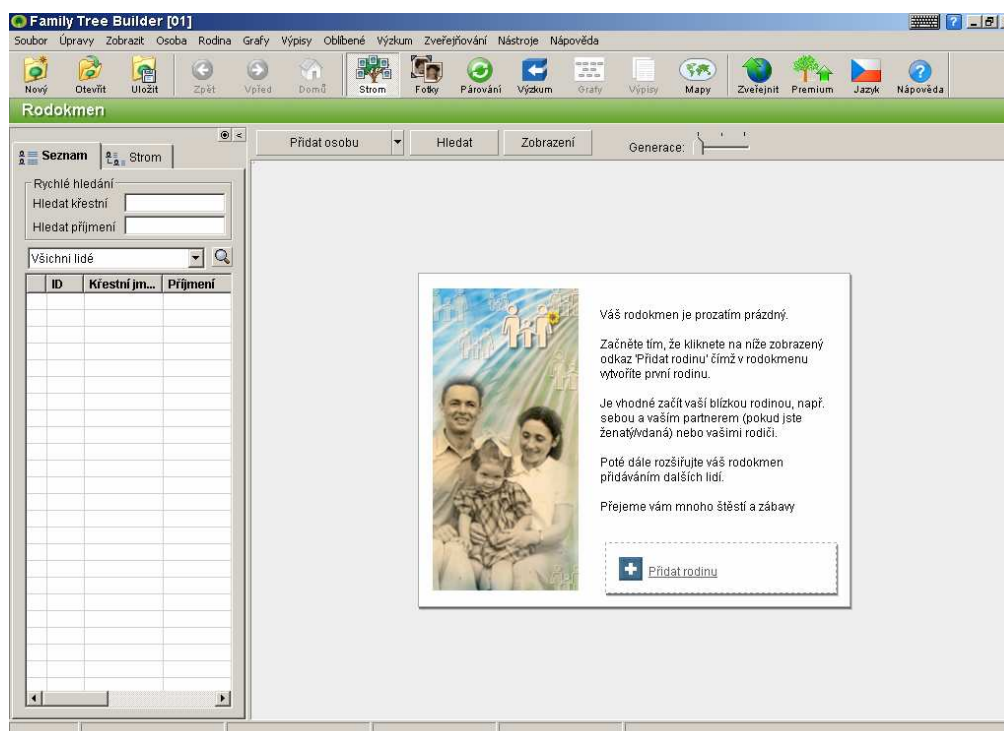 Family Tree Builder [01]
Soubor Úpravy Zobrazit Osoba Rodina Grafy Výpisy Oblíbené Výzkum Zveřejňování Nástroje Nápověda
Nový Otevřít Uložit Zpět Vpřed Domů Strom Fotky Párování Výzkum Grafy Výpisy Mapy Zveřejnit Premium Jazyk Nápověda
Rodokmen
Seznam Strom
Přidat osobu Hledat Zobrazení Generace:
Rychlé hledání
Hledat křestní
Hledat příjmení
Všichni lidé
ID Křestní jm... Příjmení
Váš rodokmen je prozatím prázdný.
Začněte tím, že kliknete na níže zobrazený
odkaz 'Přidat rodinu' čímž v rodokmenu
vytvoříte první rodinu.
Je vhodné začít vaší blízkou rodinou, např.
sebou a vaším partnerem (pokud jste
ženatý/vdaná) nebo vašimi rodiči.
Poté dále rozšiřujte váš rodokmen
přidáváním dalších lidí.
Přejeme vám mnoho štěstí a zábavy
Přidat rodinu